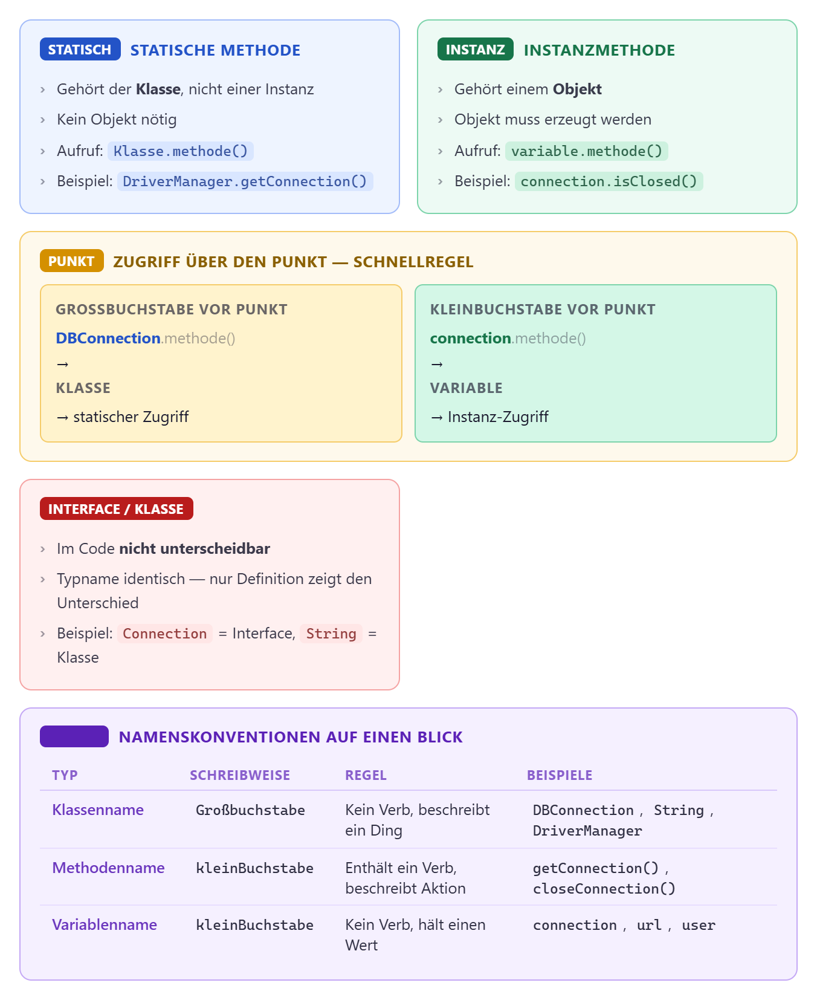 STATISCH STATISCHE METHODE
› Gehört der Klasse, nicht einer Instanz
› Kein Objekt nötig
› Aufruf: Klasse.methode()
› Beispiel: DriverManager.getConnection()
INSTANZ INSTANZMETHODE
› Gehört einem Objekt
› Objekt muss erzeugt werden
› Aufruf: variable.methode()
› Beispiel: connection.isClosed()
PUNKT ZUGRIFF ÜBER DEN PUNKT — SCHNELLREGEL
GROSSBUCHSTABE VOR PUNKT
DBConnection.methode()
→
KLASSE
→ statischer Zugriff
KLEINBUCHSTABE VOR PUNKT
connection.methode()
→
VARIABLE
→ Instanz-Zugriff
INTERFACE / KLASSE
› Im Code nicht unterscheidbar
› Typname identisch — nur Definition zeigt den
Unterschied
› Beispiel: Connection = Interface, String =
Klasse
NAMENSKONVENTIONEN AUF EINEN BLICK
TYP SCHREIBWEISE REGEL BEISPIELE
Klassenname Großbuchstabe Kein Verb, beschreibt DBConnection , String ,
ein Ding DriverManager
Methodenname kleinBuchstabe Enthält ein Verb, getConnection() ,
beschreibt Aktion closeConnection()
Variablenname kleinBuchstabe Kein Verb, hält einen connection , url , user
Wert